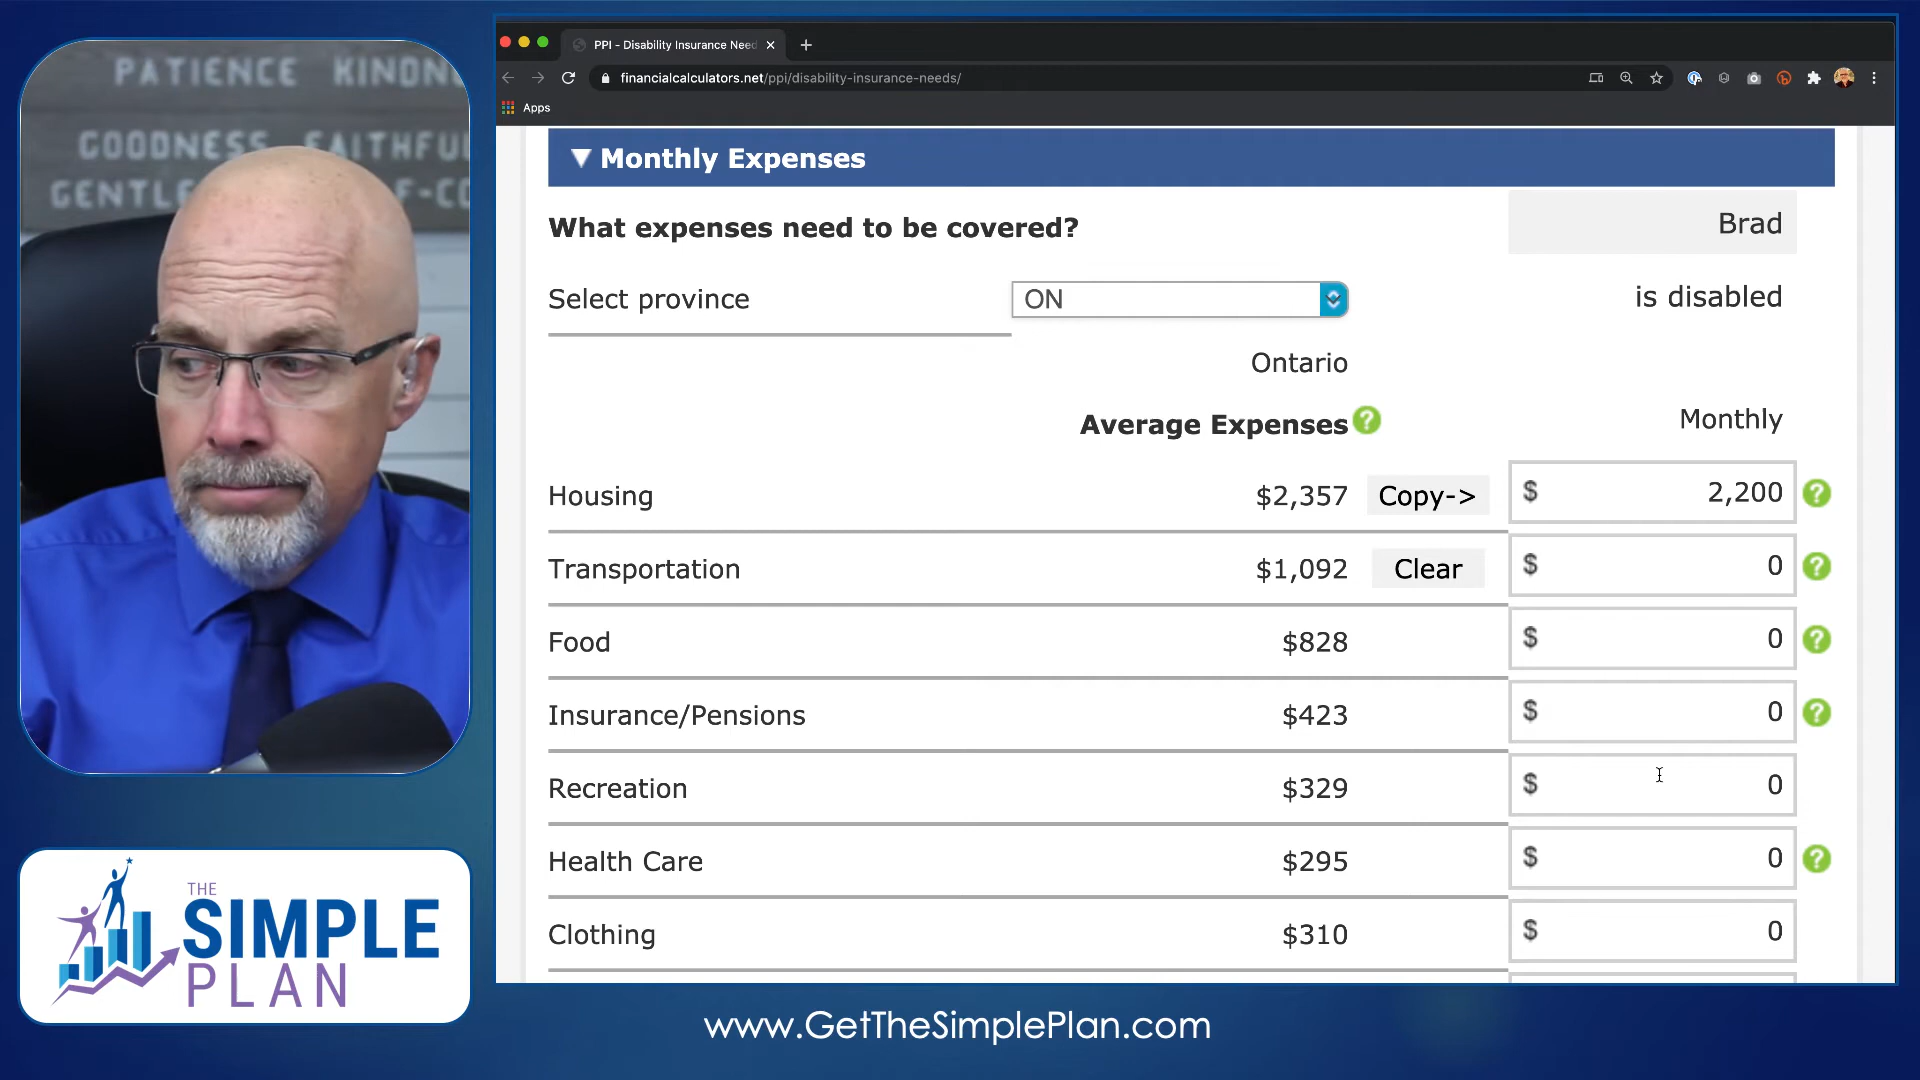 PATIENCE KINDN
GOODNESS FAITHFUL
GENTLE F-CO
THE
SIMPLE
PLAN
PPI - Disability Insurance Need
financialcalculators.net/ppi/disability-insurance-needs/
Apps
▼ Monthly Expenses
What expenses need to be covered? Brad
Select province ON is disabled
Ontario
Average Expenses ? Monthly
Housing $2,357 Copy-> $ 2,200 ?
Transportation $1,092 Clear $ 0 ?
Food $828 $ 0 ?
Insurance/Pensions $423 $ 0 ?
Recreation $329 $ 0
Health Care $295 $ 0 ?
Clothing $310 $ 0
www.GetTheSimplePlan.com